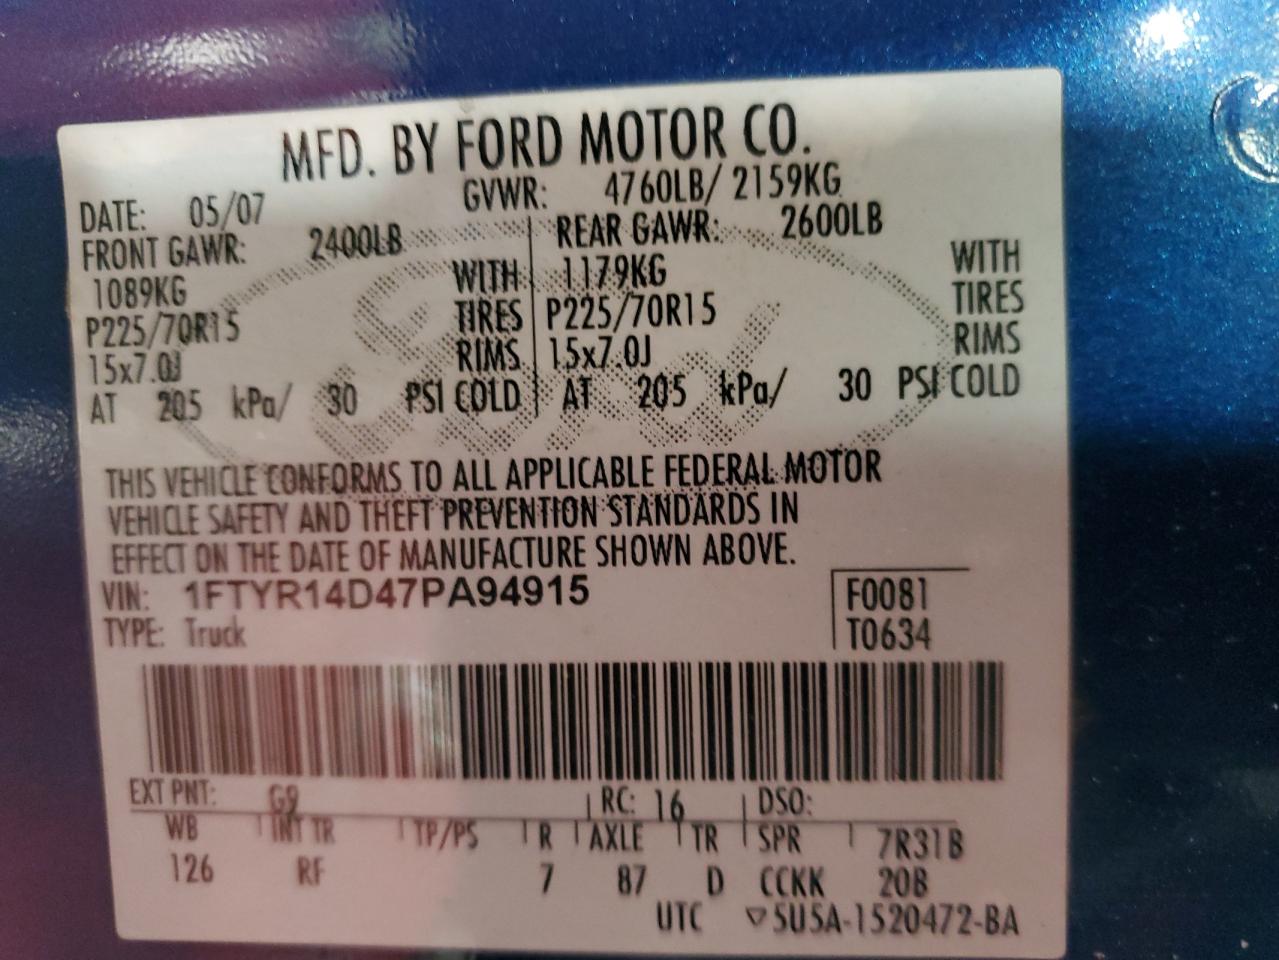 MFD. BY FORD MOTOR CO.
DATE: 05/07 GVWR: 4760LB/ 2159KG
FRONT GAWR: 2400LB REAR GAWR: 2600LB
1089KG WITH 1179KG WITH
P225/70R15 TIRES P225/70R15 TIRES
15x7.0J RIMS 15x7.0J RIMS
AT 205 kPa/ 30 PSI COLD AT 205 kPa/ 30 PSI COLD
Ford
THIS VEHICLE CONFORMS TO ALL APPLICABLE FEDERAL MOTOR
VEHICLE SAFETY AND THEFT PREVENTION STANDARDS IN
EFFECT ON THE DATE OF MANUFACTURE SHOWN ABOVE.
VIN: 1FTYR14D47PA94915 F0081
TYPE: Truck T0634
EXT PNT: G9 RC: 16 DSO:
WB INT TR TP/PS R AXLE TR SPR 7R31B
126 RF 7 87 D CCKK 20B
UTC ▽5U5A-1520472-BA